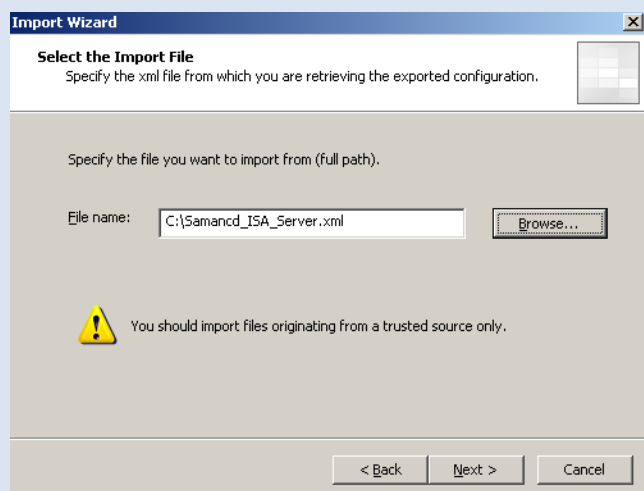 Import Wizard
Select the Import File
Specify the xml file from which you are retrieving the exported configuration.
Specify the file you want to import from (full path).
File name: C:\Samancd_ISA_Server.xml Browse...
You should import files originating from a trusted source only.
< Back Next > Cancel